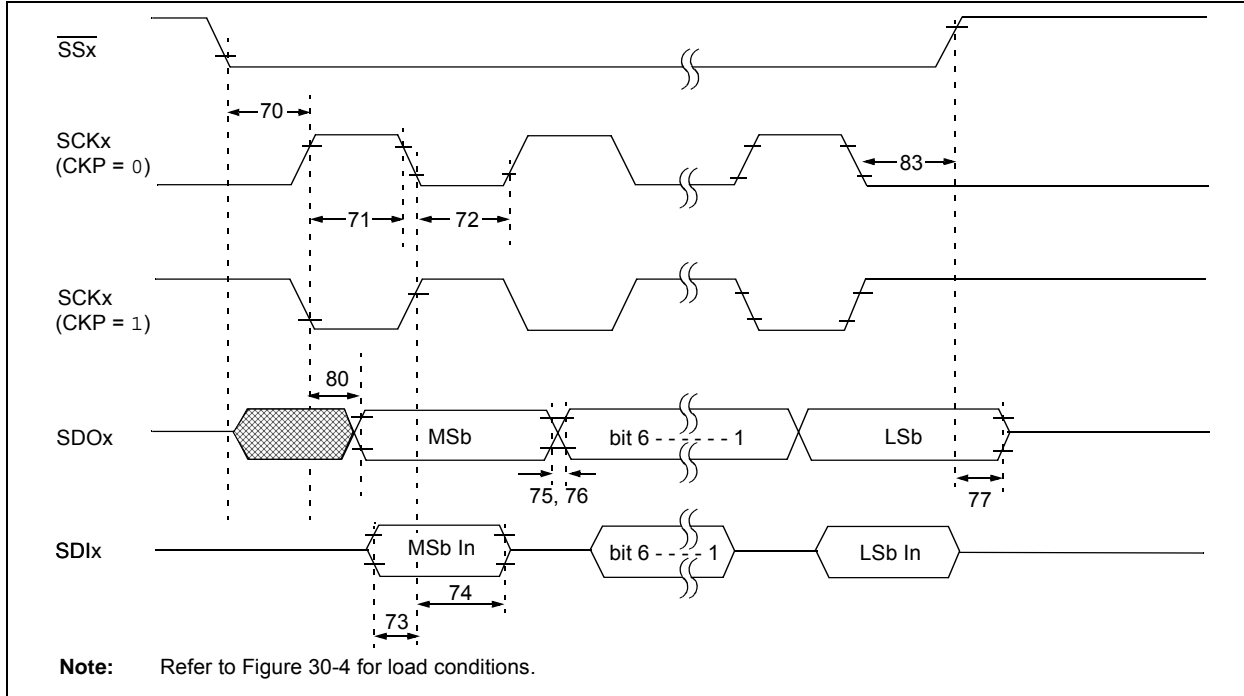 SSx
70
SCKx
(CKP = 0)
83
71
72
SCKx
(CKP = 1)
80
SDOx
MSb
bit 6 - - - - - - 1
LSb
75, 76
77
SDIx
MSb In
bit 6 - - - - 1
LSb In
74
73
Note: Refer to Figure 30-4 for load conditions.